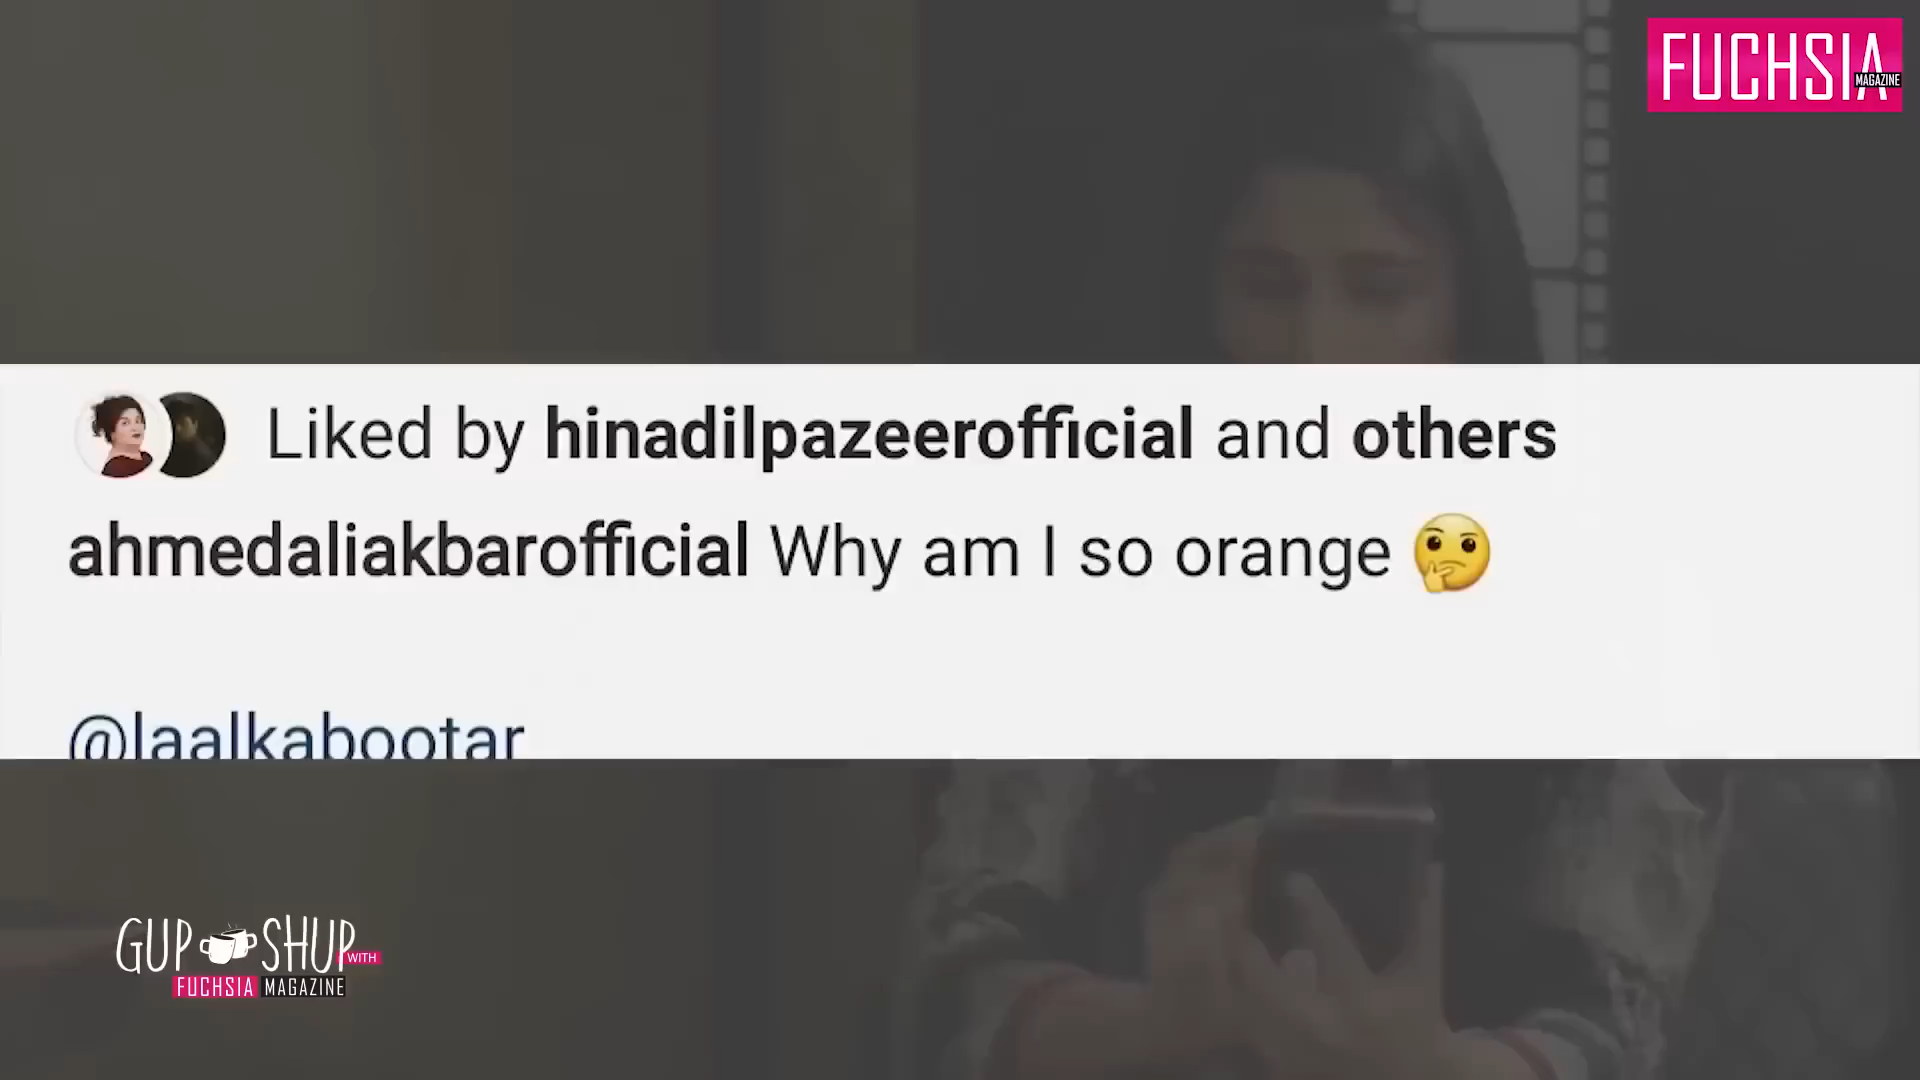 FUCHSIA
MAGAZINE
Liked by hinadilpazeerofficial and others
ahmedaliakbarofficial Why am I so orange 🤔
@laalkabootar
GUP SHUP
WITH
FUCHSIA MAGAZINE